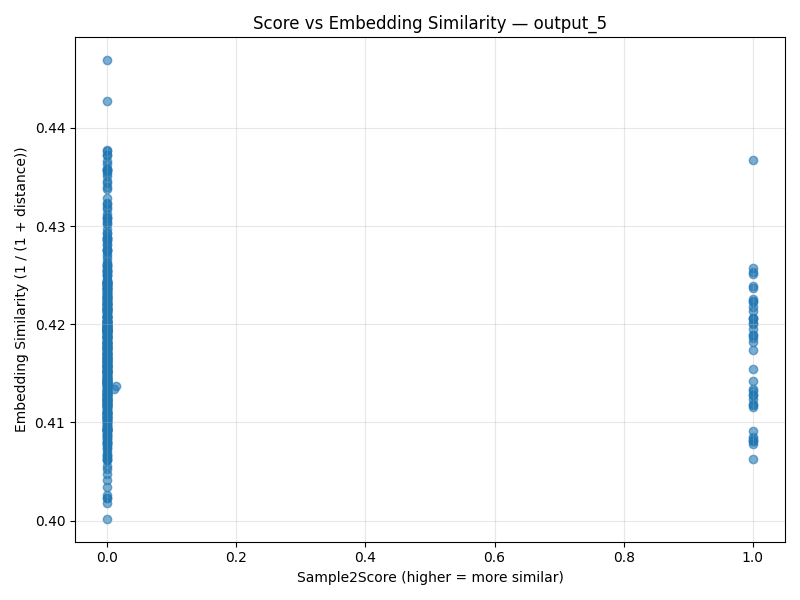 Score vs Embedding Similarity — output_5
Embedding Similarity (1 / (1 + distance))
0.44
0.43
0.42
0.41
0.40
0.0 0.2 0.4 0.6 0.8 1.0
Sample2Score (higher = more similar)